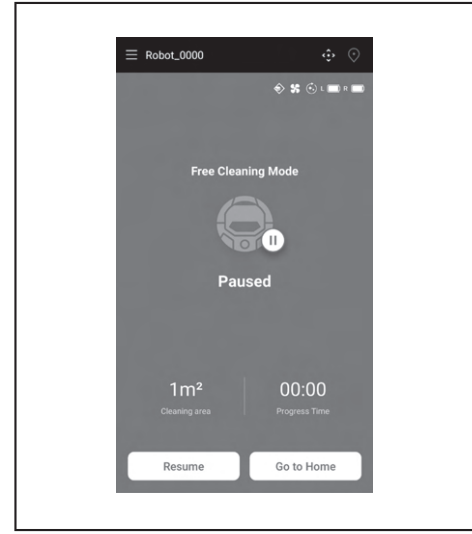 Robot_0000
L R
Free Cleaning Mode
Paused
1m² 00:00
Cleaning area Progress Time
Resume Go to Home